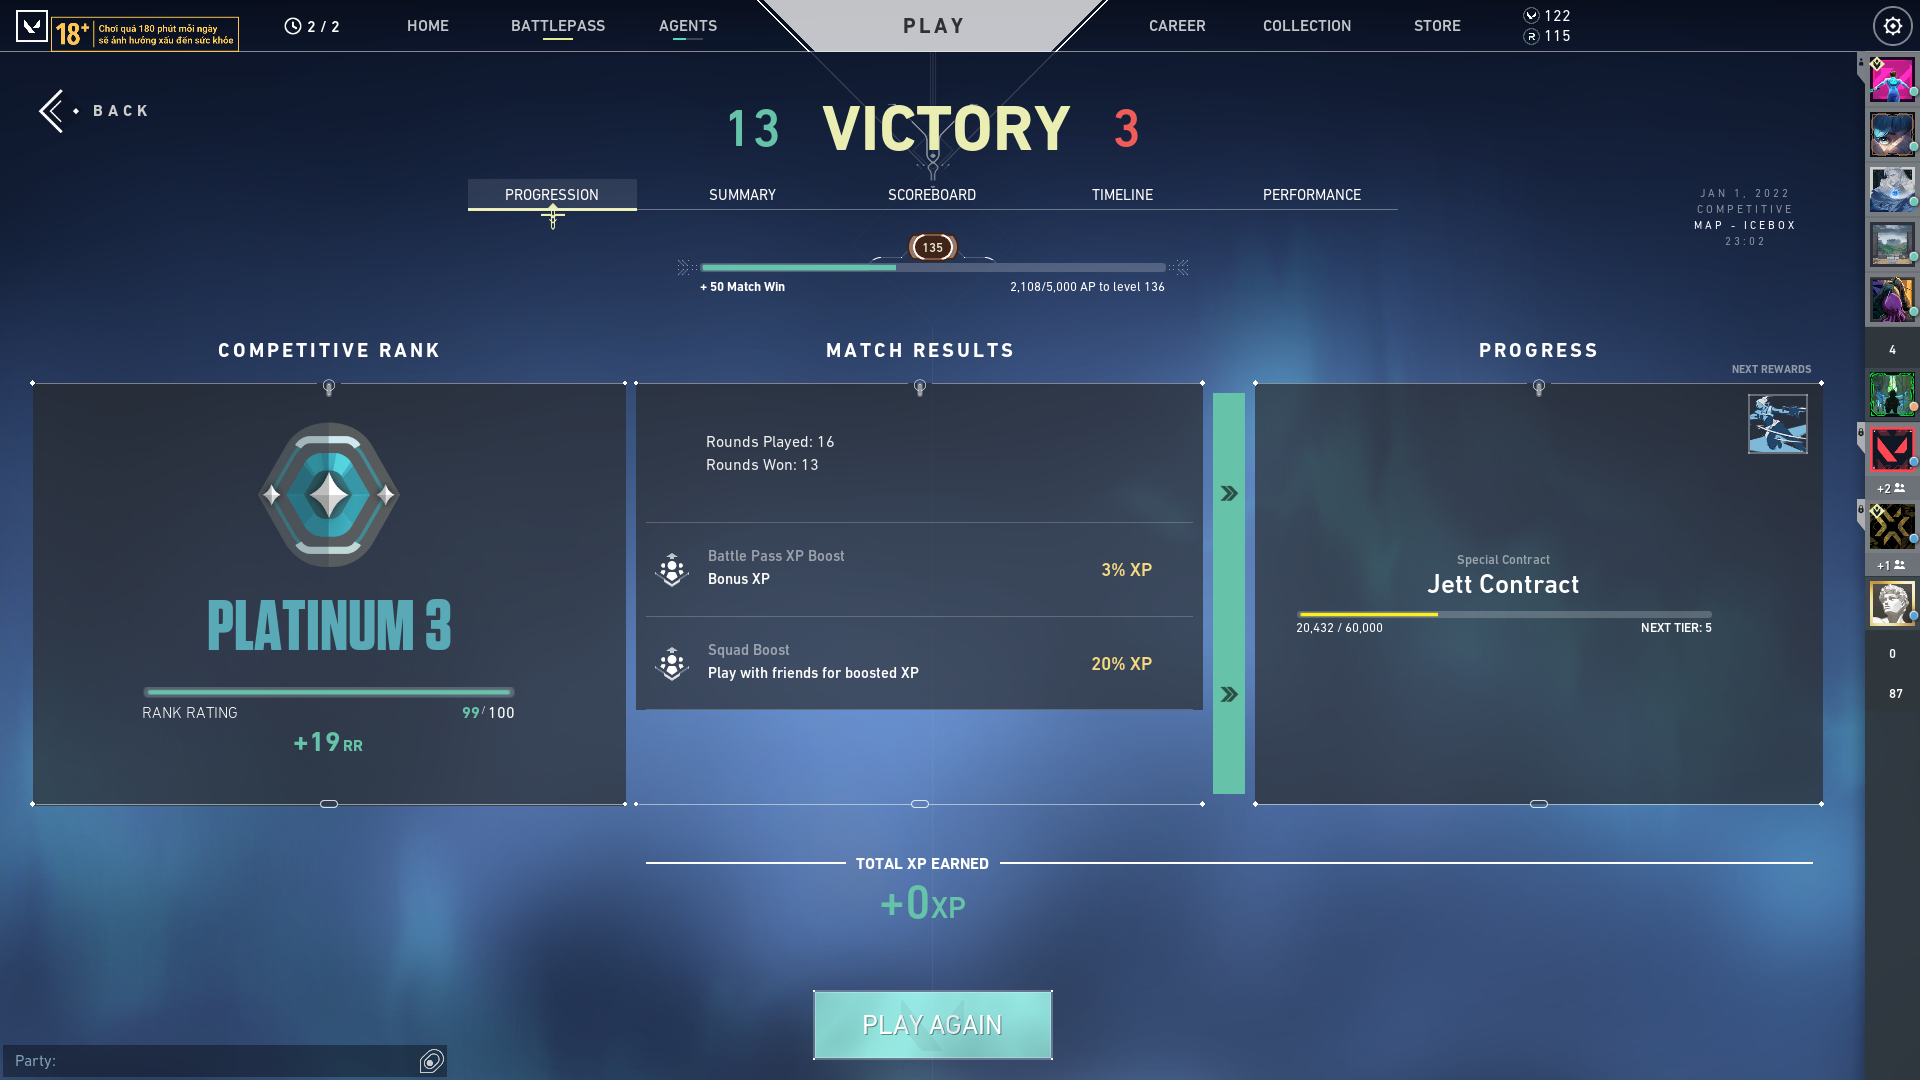 18+
Chơi quá 180 phút mỗi ngày
sẽ ảnh hưởng xấu đến sức khỏe
2 / 2
HOME
BATTLEPASS
AGENTS
PLAY
CAREER
COLLECTION
STORE
122
R 115
BACK
13 VICTORY 3
PROGRESSION
SUMMARY
SCOREBOARD
TIMELINE
PERFORMANCE
JAN 1, 2022
COMPETITIVE
MAP - ICEBOX
23:02
135
+ 50 Match Win
2,108/5,000 AP to level 136
COMPETITIVE RANK
PLATINUM 3
RANK RATING
99/100
+19 RR
MATCH RESULTS
Rounds Played: 16
Rounds Won: 13
Battle Pass XP Boost
Bonus XP
3% XP
Squad Boost
Play with friends for boosted XP
20% XP
PROGRESS
NEXT REWARDS
Special Contract
Jett Contract
20,432 / 60,000
NEXT TIER: 5
TOTAL XP EARNED
+0XP
PLAY AGAIN
Party:
4
+2
+1
0
87